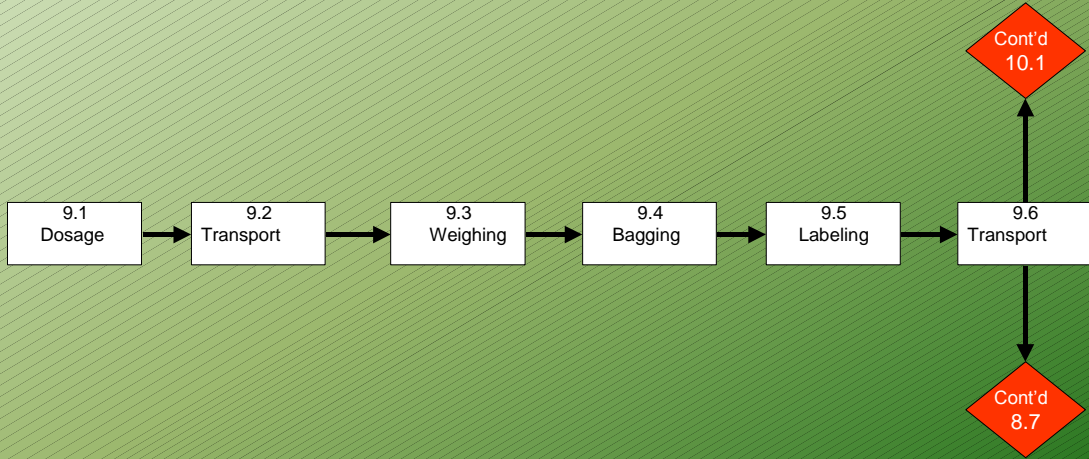 Cont’d
10.1
9.1
Dosage
9.2
Transport
9.3
Weighing
9.4
Bagging
9.5
Labeling
9.6
Transport
Cont’d
8.7